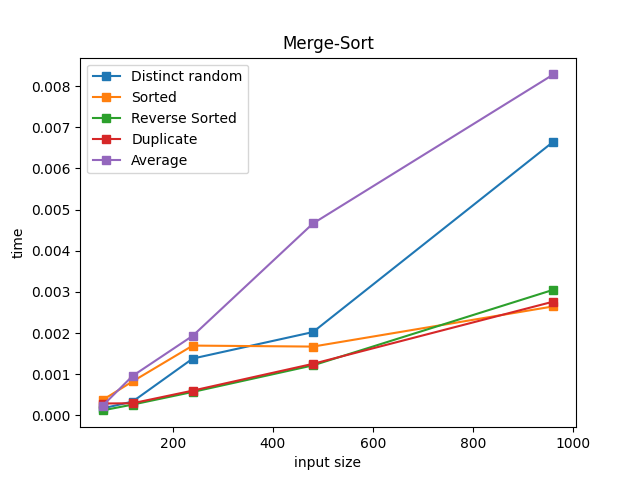 Merge-Sort
Distinct random
Sorted
Reverse Sorted
Duplicate
Average
0.008
0.007
0.006
0.005
0.004
0.003
0.002
0.001
0.000
time
200
400
600
800
1000
input size